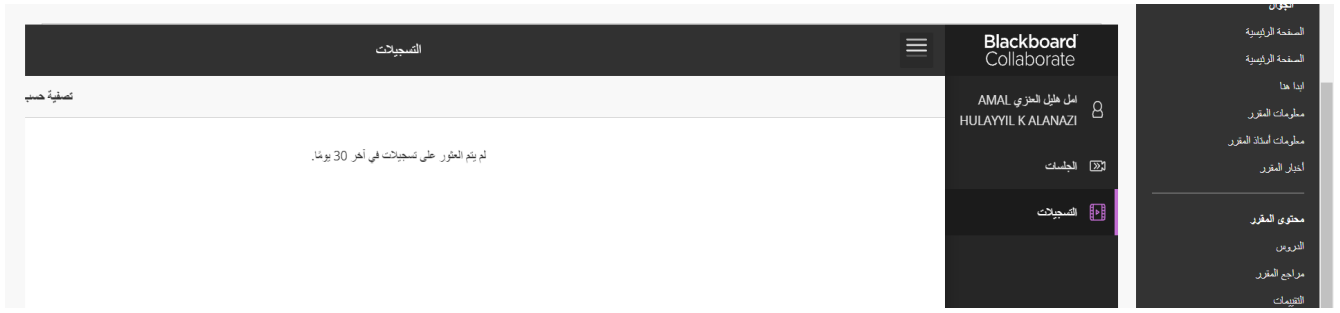 الجوال
الصفحة الرئيسية
الصفحة الرئيسية
ابدا هنا
معلومات المقرر
معلومات أستاذ المقرر
أخبار المقرر
محتوى المقرر
الدروس
مراجع المقرر
التقييمات
Blackboard
Collaborate
امل هليل العنزي AMAL
HULAYYIL K ALANAZI
الجلسات
التسجيلات
التسجيلات
تصفية حسب
لم يتم العثور على تسجيلات في آخر 30 يومًا.